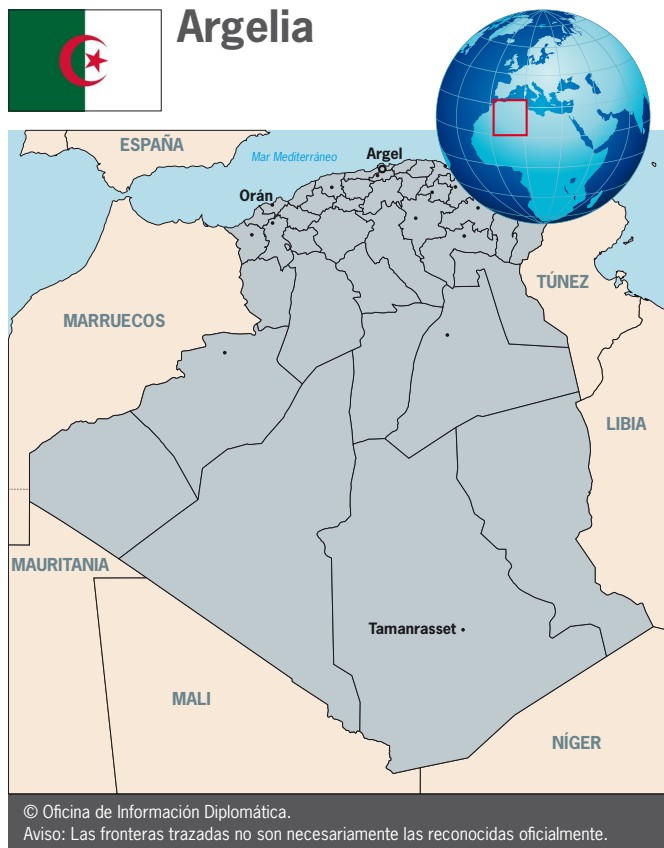 Argelia
ESPAÑA
Mar Mediterráneo
Argel
Orán
TÚNEZ
MARRUECOS
LIBIA
MAURITANIA
Tamanrasset
MALI
NÍGER
© Oficina de Información Diplomática.
Aviso: Las fronteras trazadas no son necesariamente las reconocidas oficialmente.